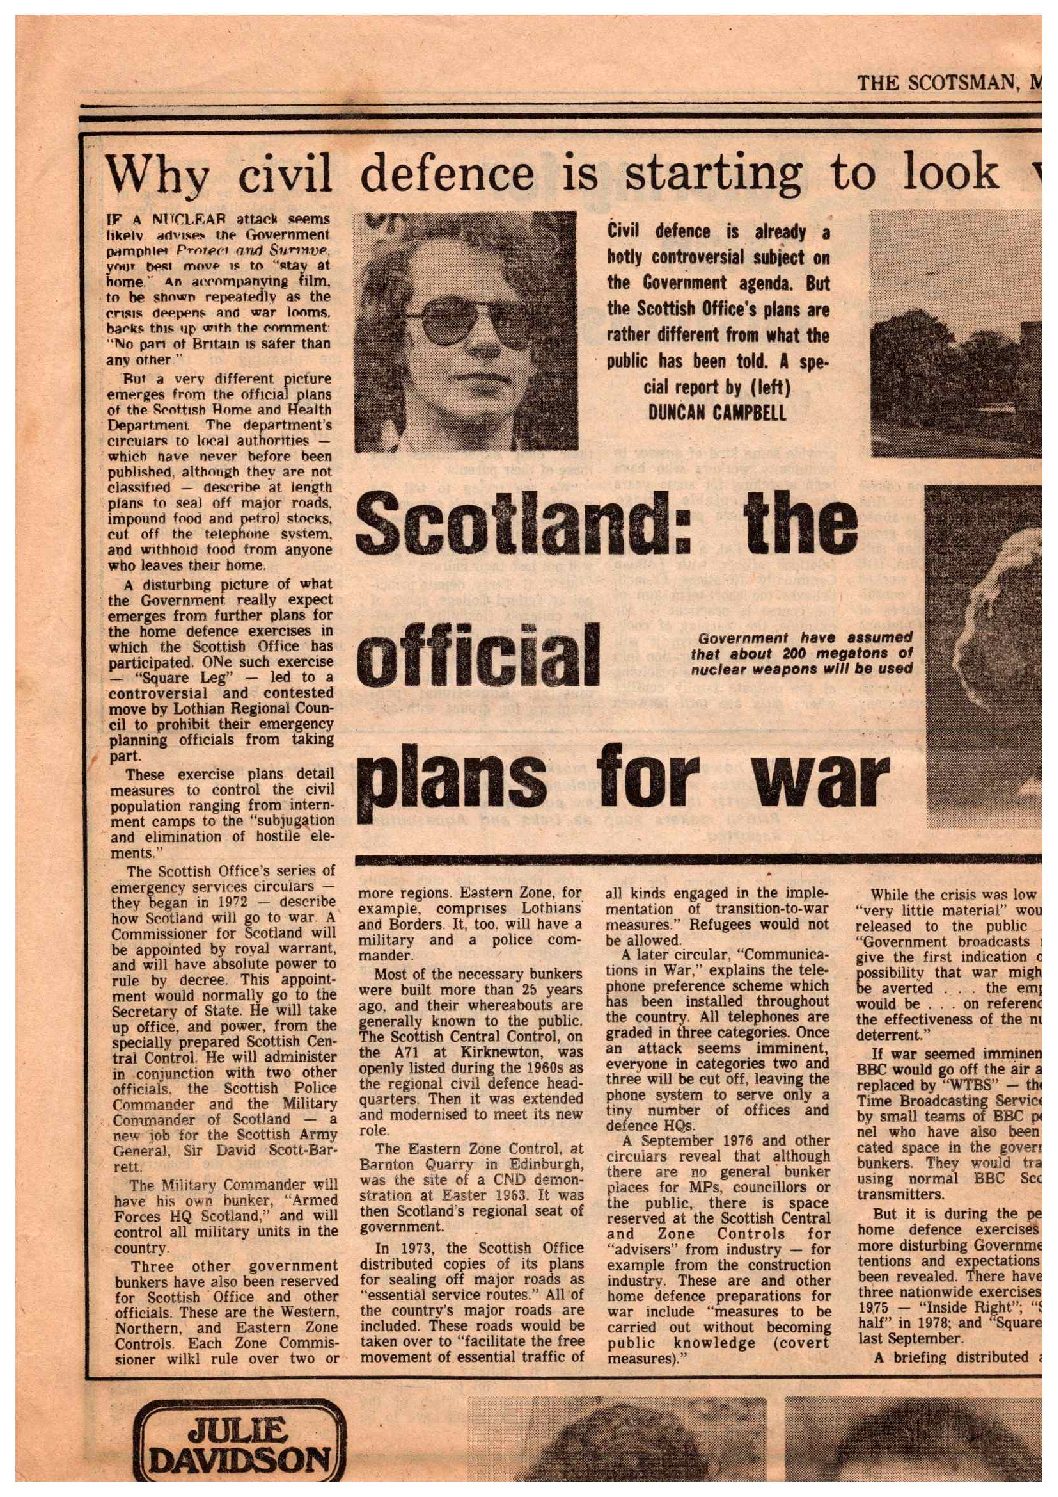 THE SCOTSMAN, M
Why civil defence is starting to look
IF A NUCLEAR attack seems
likely advises the Government
pamphlet Protect and Survive,
your best move is to "stay at
home." An accompanying film,
to be shown repeatedly as the
crisis deepens and war looms,
backs this up with the comment:
"No part of Britain is safer than
any other."
But a very different picture
emerges from the official plans
of the Scottish Home and Health
Department. The department's
circulars to local authorities —
which have never before been
published, although they are not
classified — describe at length
plans to seal off major roads,
impound food and petrol stocks,
cut off the telephone system,
and withhold food from anyone
who leaves their home.
A disturbing picture of what
the Government really expect
emerges from further plans for
the home defence exercises in
which the Scottish Office has
participated. ONe such exercise
— "Square Leg" — led to a
controversial and contested
move by Lothian Regional Coun-
cil to prohibit their emergency
planning officials from taking
part.
These exercise plans detail
measures to control the civil
population ranging from intern-
ment camps to the "subjugation
and elimination of hostile ele-
ments."
The Scottish Office's series of
emergency services circulars —
they began in 1972 — describe
how Scotland will go to war. A
Commissioner for Scotland will
be appointed by royal warrant,
and will have absolute power to
rule by decree. This appoint-
ment would normally go to the
Secretary of State. He will take
up office, and power, from the
specially prepared Scottish Cen-
tral Control. He will administer
in conjunction with two other
officials, the Scottish Police
Commander and the Military
Commander of Scotland — a
new job for the Scottish Army
General, Sir David Scott-Bar-
rett.
The Military Commander will
have his own bunker, "Armed
Forces HQ Scotland," and will
control all military units in the
country.
Three other government
bunkers have also been reserved
for Scottish Office and other
officials. These are the Western,
Northern, and Eastern Zone
Controls. Each Zone Commis-
sioner wilkl rule over two or
Civil defence is already a
hotly controversial subject on
the Government agenda. But
the Scottish Office's plans are
rather different from what the
public has been told. A spe-
cial report by (left)
DUNCAN CAMPBELL
Scotland: the
official
plans for war
Government have assumed
that about 200 megatons of
nuclear weapons will be used
more regions. Eastern Zone, for
example, comprises Lothians
and Borders. It, too, will have a
military and a police com-
mander.
Most of the necessary bunkers
were built more than 25 years
ago, and their whereabouts are
generally known to the public.
The Scottish Central Control, on
the A71 at Kirknewton, was
openly listed during the 1960s as
the regional civil defence head-
quarters. Then it was extended
and modernised to meet its new
role.
The Eastern Zone Control, at
Barnton Quarry in Edinburgh,
was the site of a CND demon-
stration at Easter 1963. It was
then Scotland's regional seat of
government.
In 1973, the Scottish Office
distributed copies of its plans
for sealing off major roads as
"essential service routes." All of
the country's major roads are
included. These roads would be
taken over to "facilitate the free
movement of essential traffic of
all kinds engaged in the imple-
mentation of transition-to-war
measures." Refugees would not
be allowed.
A later circular, "Communica-
tions in War," explains the tele-
phone preference scheme which
has been installed throughout
the country. All telephones are
graded in three categories. Once
an attack seems imminent,
everyone in categories two and
three will be cut off, leaving the
phone system to serve only a
tiny number of offices and
defence HQs.
A September 1976 and other
circulars reveal that although
there are no general bunker
places for MPs, councillors or
the public, there is space
reserved at the Scottish Central
and Zone Controls for
"advisers" from industry — for
example from the construction
industry. These are and other
home defence preparations for
war include "measures to be
carried out without becoming
public knowledge (covert
measures)."
While the crisis was low
"very little material" wou
released to the public
"Government broadcasts
give the first indication o
possibility that war migh
be averted . . . the emp
would be . . . on referenc
the effectiveness of the nu
deterrent."
If war seemed imminen
BBC would go off the air a
replaced by "WTBS" — the
Time Broadcasting Service
by small teams of BBC pe
nel who have also been
cated space in the govern
bunkers. They would tra
using normal BBC Sco
transmitters.
But it is during the pe
home defence exercises
more disturbing Governme
tentions and expectations
been revealed. There have
three nationwide exercises
1975 — "Inside Right"; "S
half" in 1978; and "Square
last September.
A briefing distributed a
JULIE
DAVIDSON